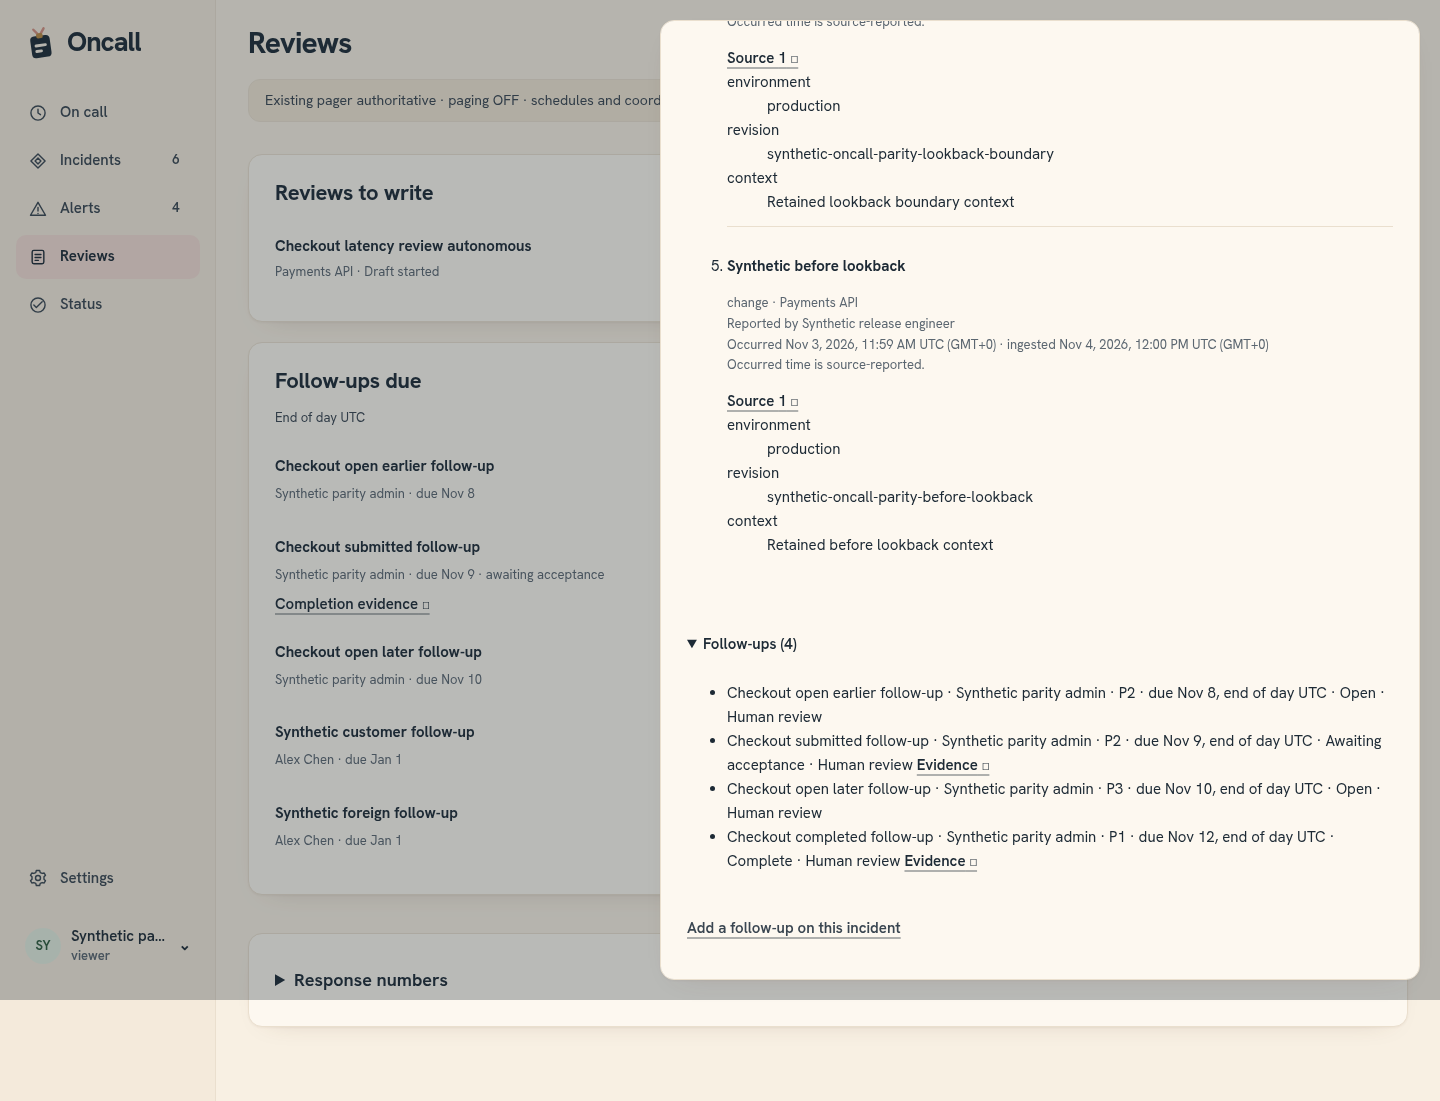 Oncall
On call
Incidents 6
Alerts 4
Reviews
Status
Settings
SY
Synthetic pa...
viewer
Reviews
Existing pager authoritative · paging OFF · schedules and coord
Reviews to write
Checkout latency review autonomous
Payments API · Draft started
Follow-ups due
End of day UTC
Checkout open earlier follow-up
Synthetic parity admin · due Nov 8
Checkout submitted follow-up
Synthetic parity admin · due Nov 9 · awaiting acceptance
Completion evidence
Checkout open later follow-up
Synthetic parity admin · due Nov 10
Synthetic customer follow-up
Alex Chen · due Jan 1
Synthetic foreign follow-up
Alex Chen · due Jan 1
Response numbers
Occurred time is source-reported.
Source 1
environment
production
revision
synthetic-oncall-parity-lookback-boundary
context
Retained lookback boundary context
5. Synthetic before lookback
change · Payments API
Reported by Synthetic release engineer
Occurred Nov 3, 2026, 11:59 AM UTC (GMT+0) · ingested Nov 4, 2026, 12:00 PM UTC (GMT+0)
Occurred time is source-reported.
Source 1
environment
production
revision
synthetic-oncall-parity-before-lookback
context
Retained before lookback context
Follow-ups (4)
Checkout open earlier follow-up · Synthetic parity admin · P2 · due Nov 8, end of day UTC · Open ·
Human review
Checkout submitted follow-up · Synthetic parity admin · P2 · due Nov 9, end of day UTC · Awaiting
acceptance · Human review Evidence
Checkout open later follow-up · Synthetic parity admin · P3 · due Nov 10, end of day UTC · Open ·
Human review
Checkout completed follow-up · Synthetic parity admin · P1 · due Nov 12, end of day UTC ·
Complete · Human review Evidence
Add a follow-up on this incident